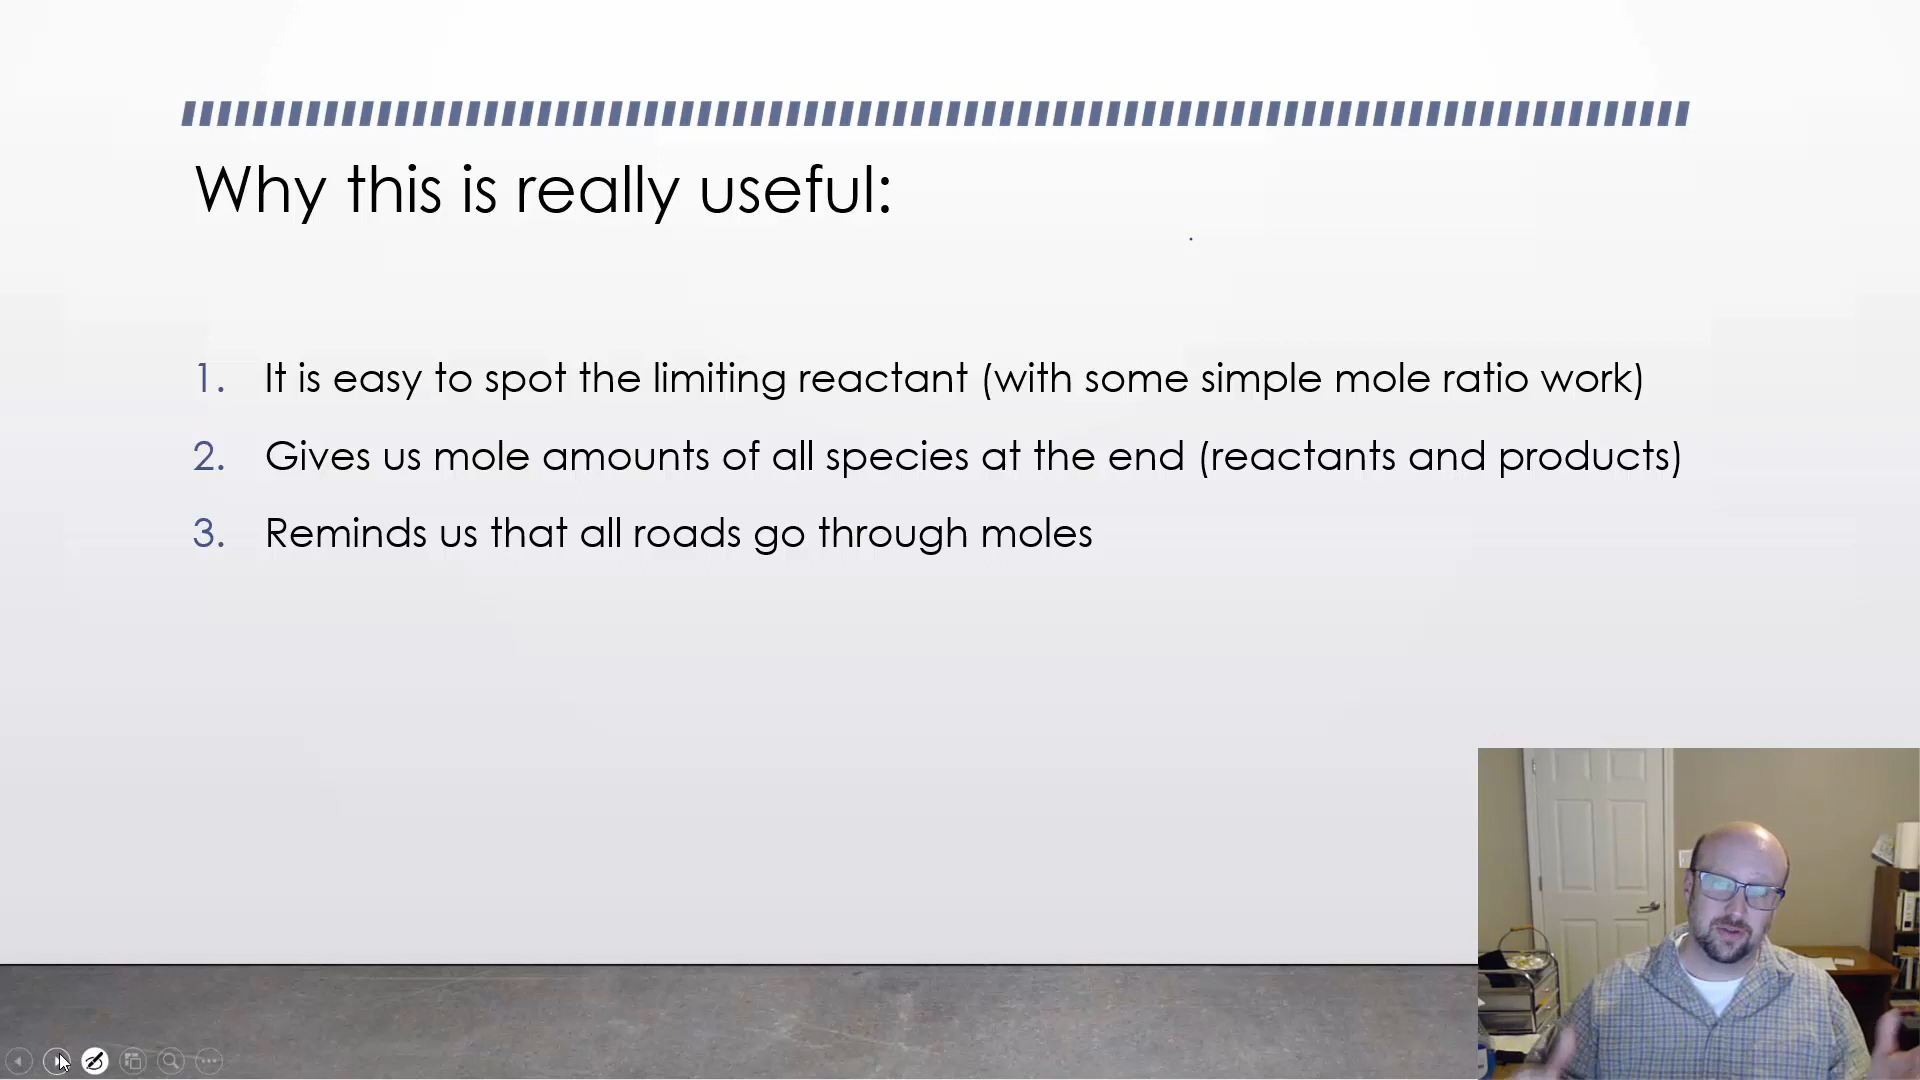 Why this is really useful:
1. It is easy to spot the limiting reactant (with some simple mole ratio work)
2. Gives us mole amounts of all species at the end (reactants and products)
3. Reminds us that all roads go through moles